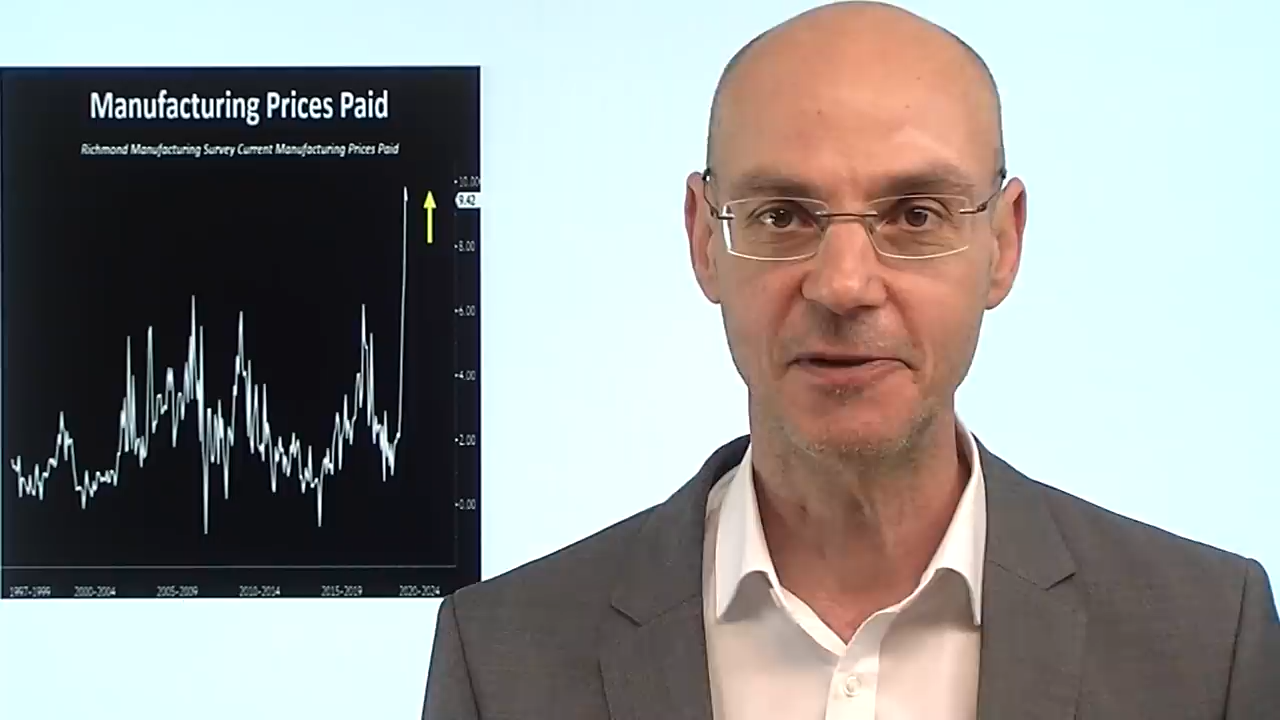 Manufacturing Prices Paid
Richmond Manufacturing Survey Current Manufacturing Prices Paid
10.00
9.42
8.00
6.00
4.00
2.00
0.00
1997-1999 2000-2004 2005-2009 2010-2014 2015-2019 2020-2024